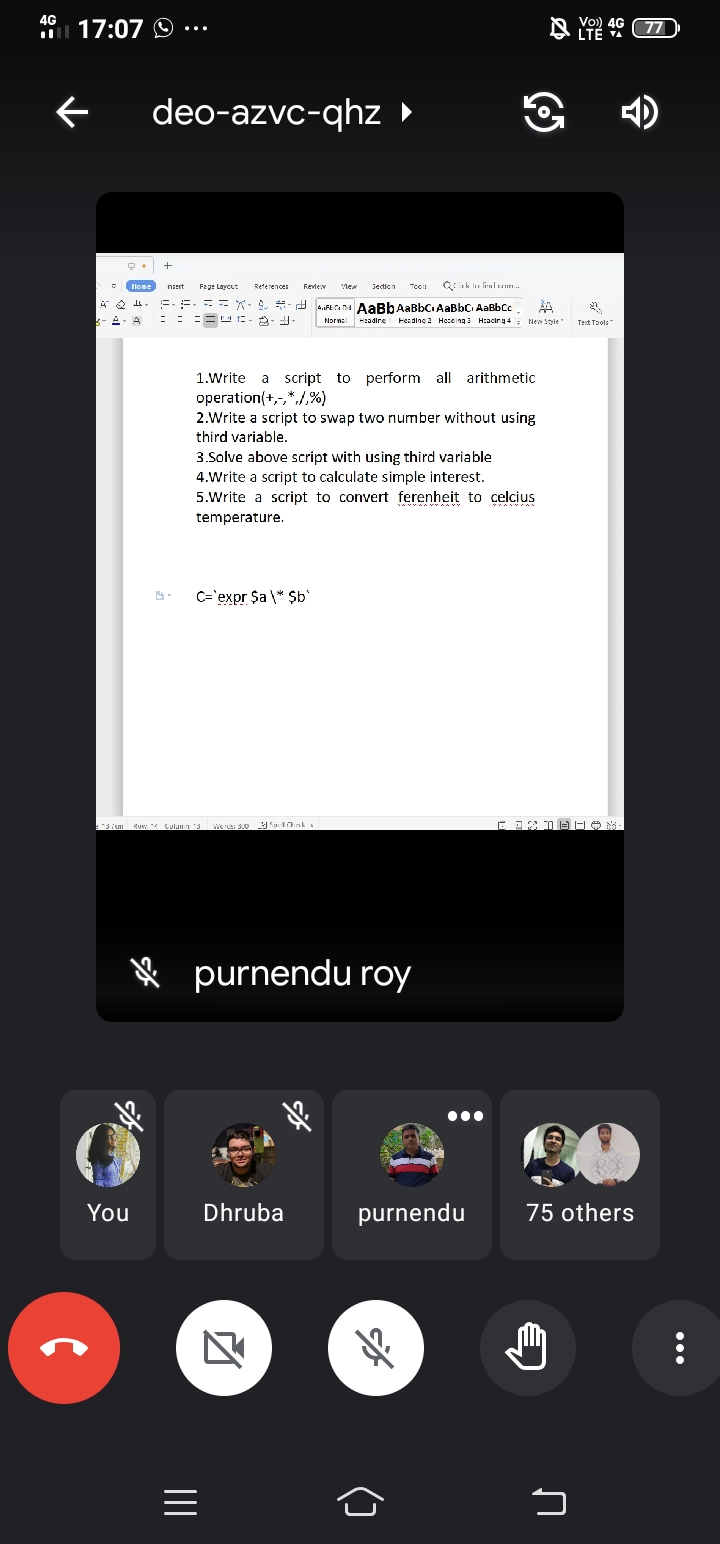 4G 17:07 ... Vo)) LTE 4G 77
deo-azvc-qhz
Home Insert Page Layout References Review View Section Tools Click to find com...
AaBbCcDd AaBb AaBbC AaBbC AaBbCc
Normal Heading 1 Heading 2 Heading 3 Heading 4 New Style Text Tools
1.Write a script to perform all arithmetic
operation(+,-,*,/,%)
2.Write a script to swap two number without using
third variable.
3.Solve above script with using third variable
4.Write a script to calculate simple interest.
5.Write a script to convert ferenheit to celcius
temperature.
C=`expr $a \* $b`
Row: 14 Column: 13 Words: 300 Spell Check
purnendu roy
You Dhruba purnendu 75 others